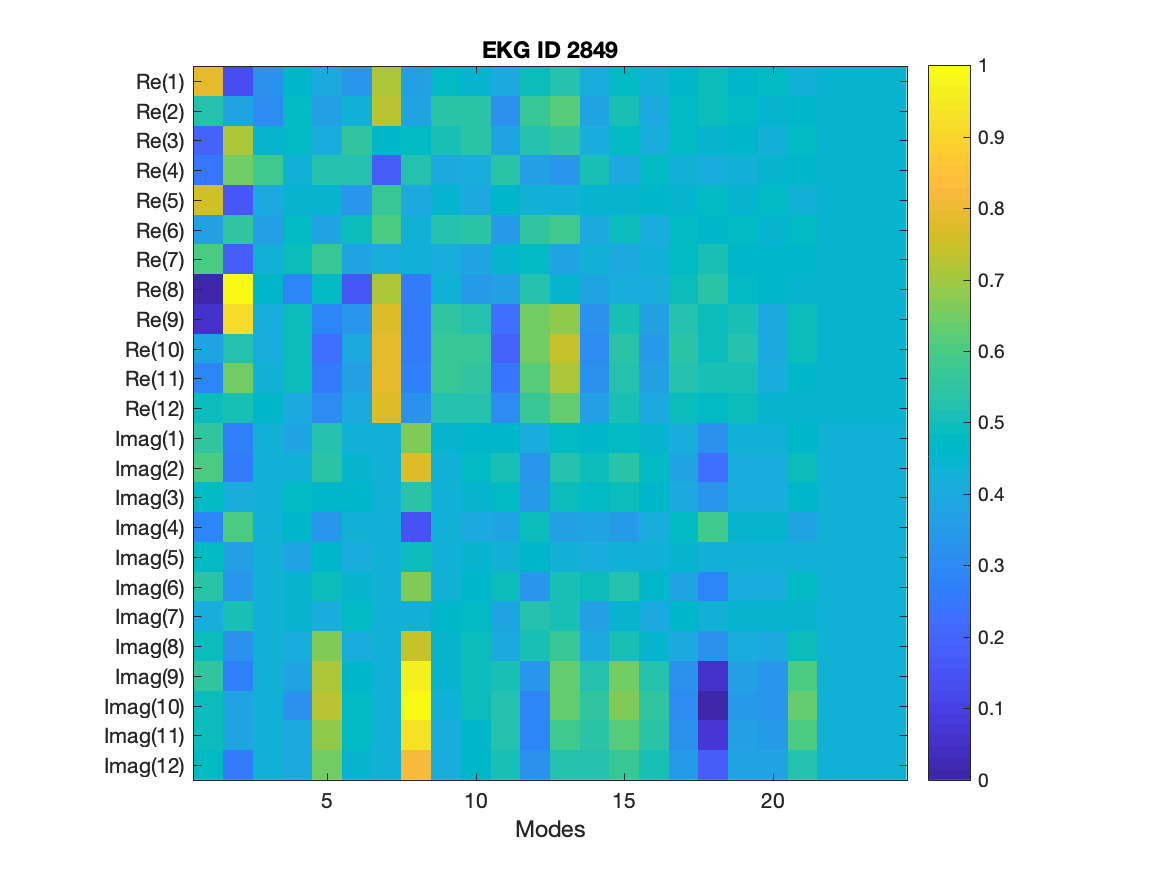 EKG ID 2849
Re(1)
Re(2)
Re(3)
Re(4)
Re(5)
Re(6)
Re(7)
Re(8)
Re(9)
Re(10)
Re(11)
Re(12)
Imag(1)
Imag(2)
Imag(3)
Imag(4)
Imag(5)
Imag(6)
Imag(7)
Imag(8)
Imag(9)
Imag(10)
Imag(11)
Imag(12)
5 10 15 20
Modes
1
0.9
0.8
0.7
0.6
0.5
0.4
0.3
0.2
0.1
0